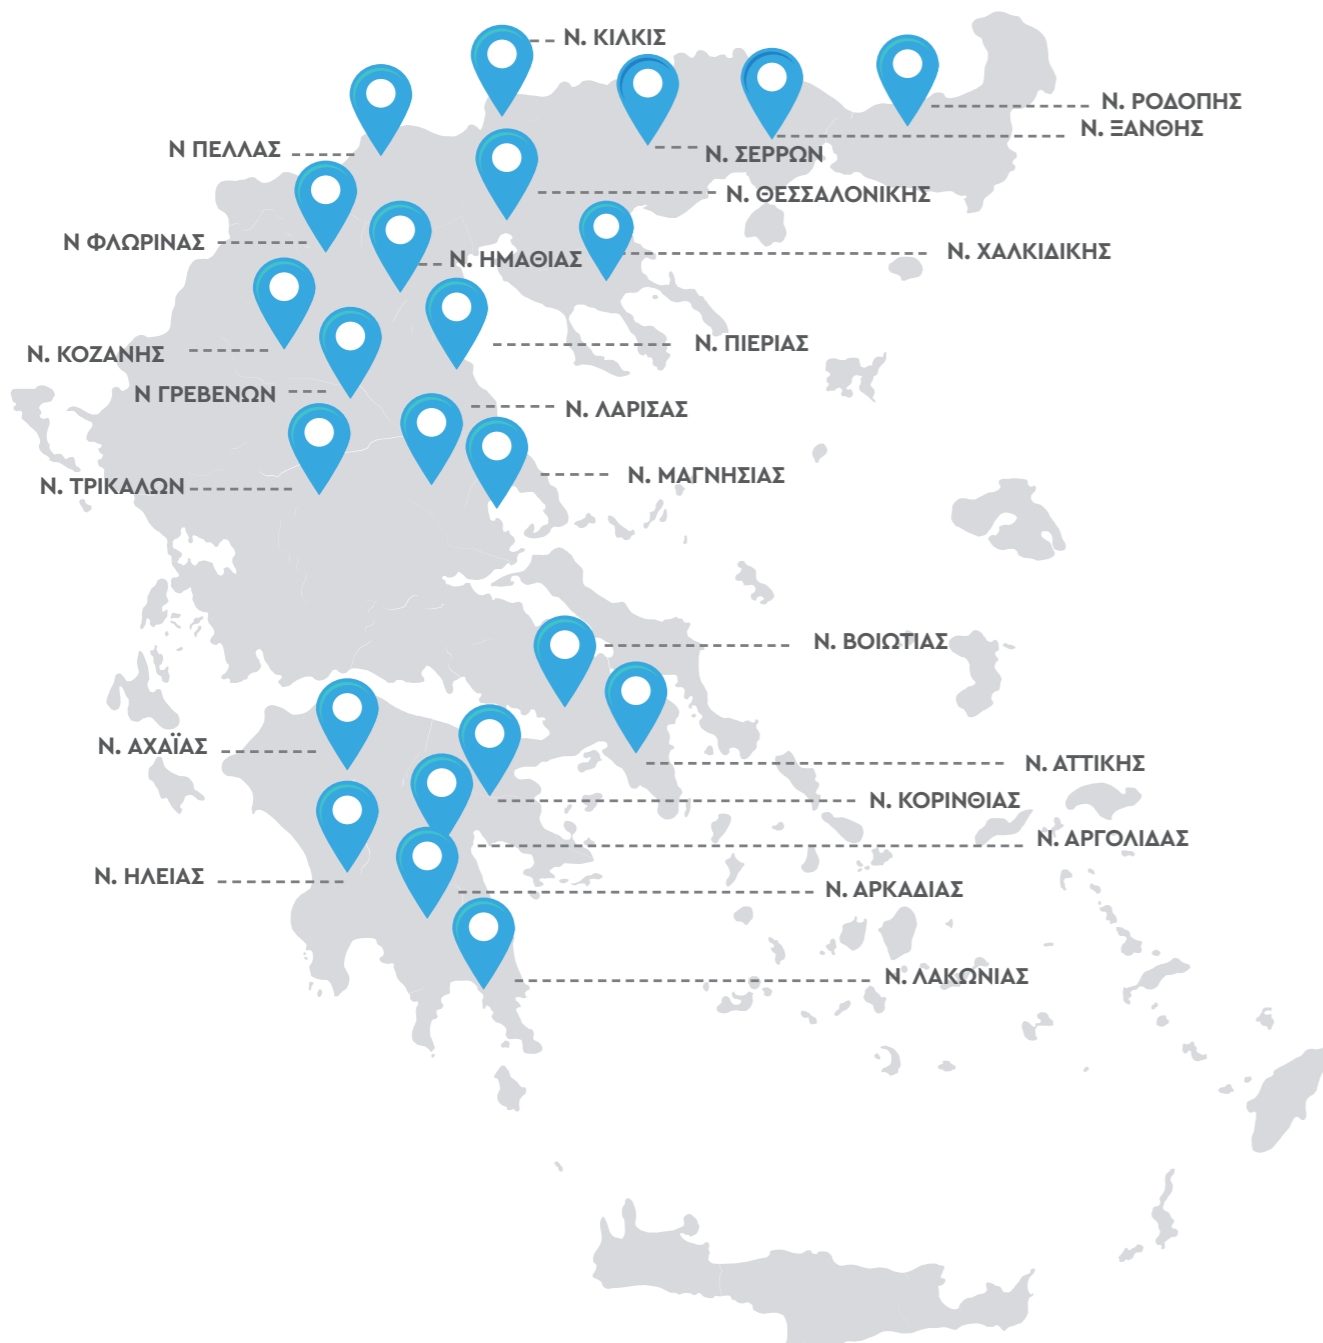 Ν. ΚΙΛΚΙΣ
Ν. ΡΟΔΟΠΗΣ
Ν. ΞΑΝΘΗΣ
Ν ΠΕΛΛΑΣ
Ν. ΣΕΡΡΩΝ
Ν. ΘΕΣΣΑΛΟΝΙΚΗΣ
Ν ΦΛΩΡΙΝΑΣ
Ν. ΧΑΛΚΙΔΙΚΗΣ
Ν. ΗΜΑΘΙΑΣ
Ν. ΠΙΕΡΙΑΣ
Ν. ΚΟΖΑΝΗΣ
Ν ΓΡΕΒΕΝΩΝ
Ν. ΛΑΡΙΣΑΣ
Ν. ΜΑΓΝΗΣΙΑΣ
Ν. ΤΡΙΚΑΛΩΝ
Ν. ΒΟΙΩΤΙΑΣ
Ν. ΑΧΑΪΑΣ
Ν. ΑΤΤΙΚΗΣ
Ν. ΚΟΡΙΝΘΙΑΣ
Ν. ΑΡΓΟΛΙΔΑΣ
Ν. ΗΛΕΙΑΣ
Ν. ΑΡΚΑΔΙΑΣ
Ν. ΛΑΚΩΝΙΑΣ